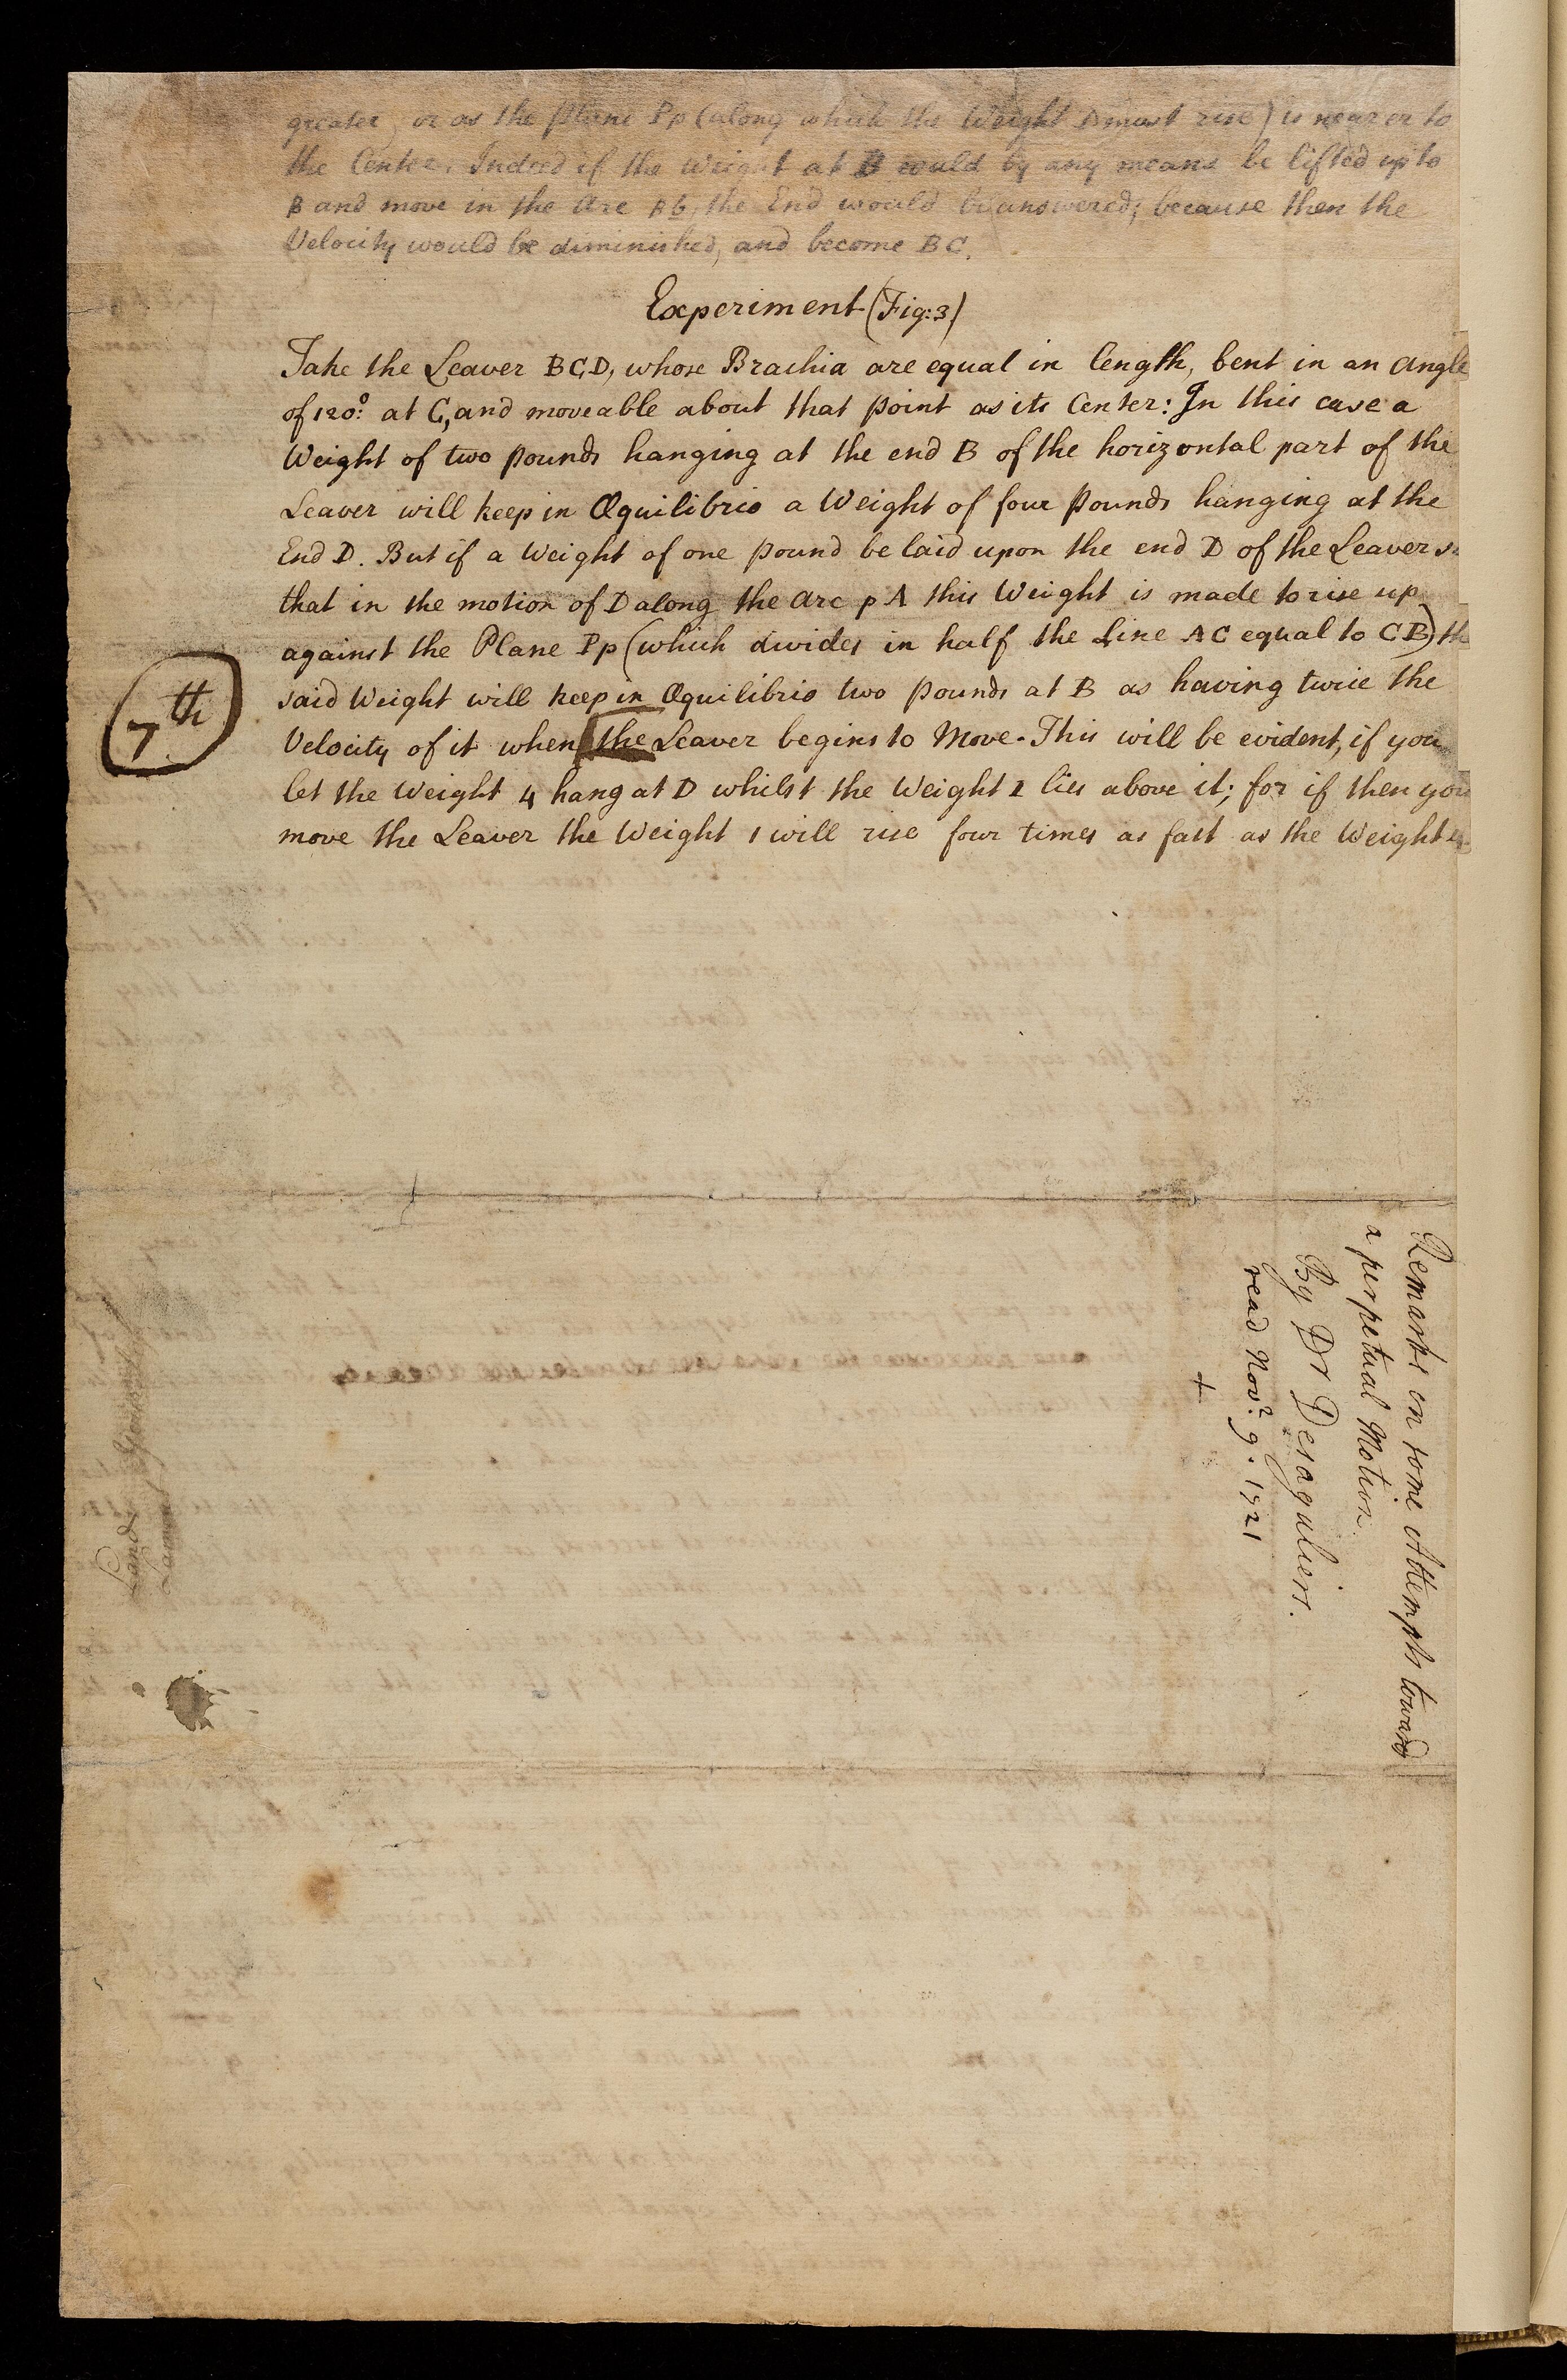 greater, or as the plane Pp (along which the Weight D must rise) is nearer to
the Center. Indeed if the Weight at B would by any means be lifted up to
B and move in the Arc Bb, the End would be answered; because then the
Velocity would be diminished, and become BC.
Experiment (Fig: 3)
Take the Leaver BCD, whose Brachia are equal in length, bent in an Angle
of 120° at C, and moveable about that point as its Center: In this case a
Weight of two pounds hanging at the end B of the horizontal part of the
Leaver will keep in Æquilibrio a Weight of four pounds hanging at the
End D. But if a Weight of one pound be laid upon the end D of the Leaver
that in the motion of D along the Arc pA this Weight is made to rise up
against the Plane Pp (which divides in half the Line AC equal to CB) the
said Weight will keep in Æquilibrio two pounds at B as having twice the
7th
Velocity of it when the Leaver begins to Move. This will be evident, if you
let the Weight 4 hang at D whilst the Weight 1 lies above it; for if then you
move the Leaver the Weight 1 will rise four times as fast as the Weight 4.
Remarks on some Attempts toward
a perpetual Motion.
By Dr Desaguliers.
read Novr 9. 1721
+